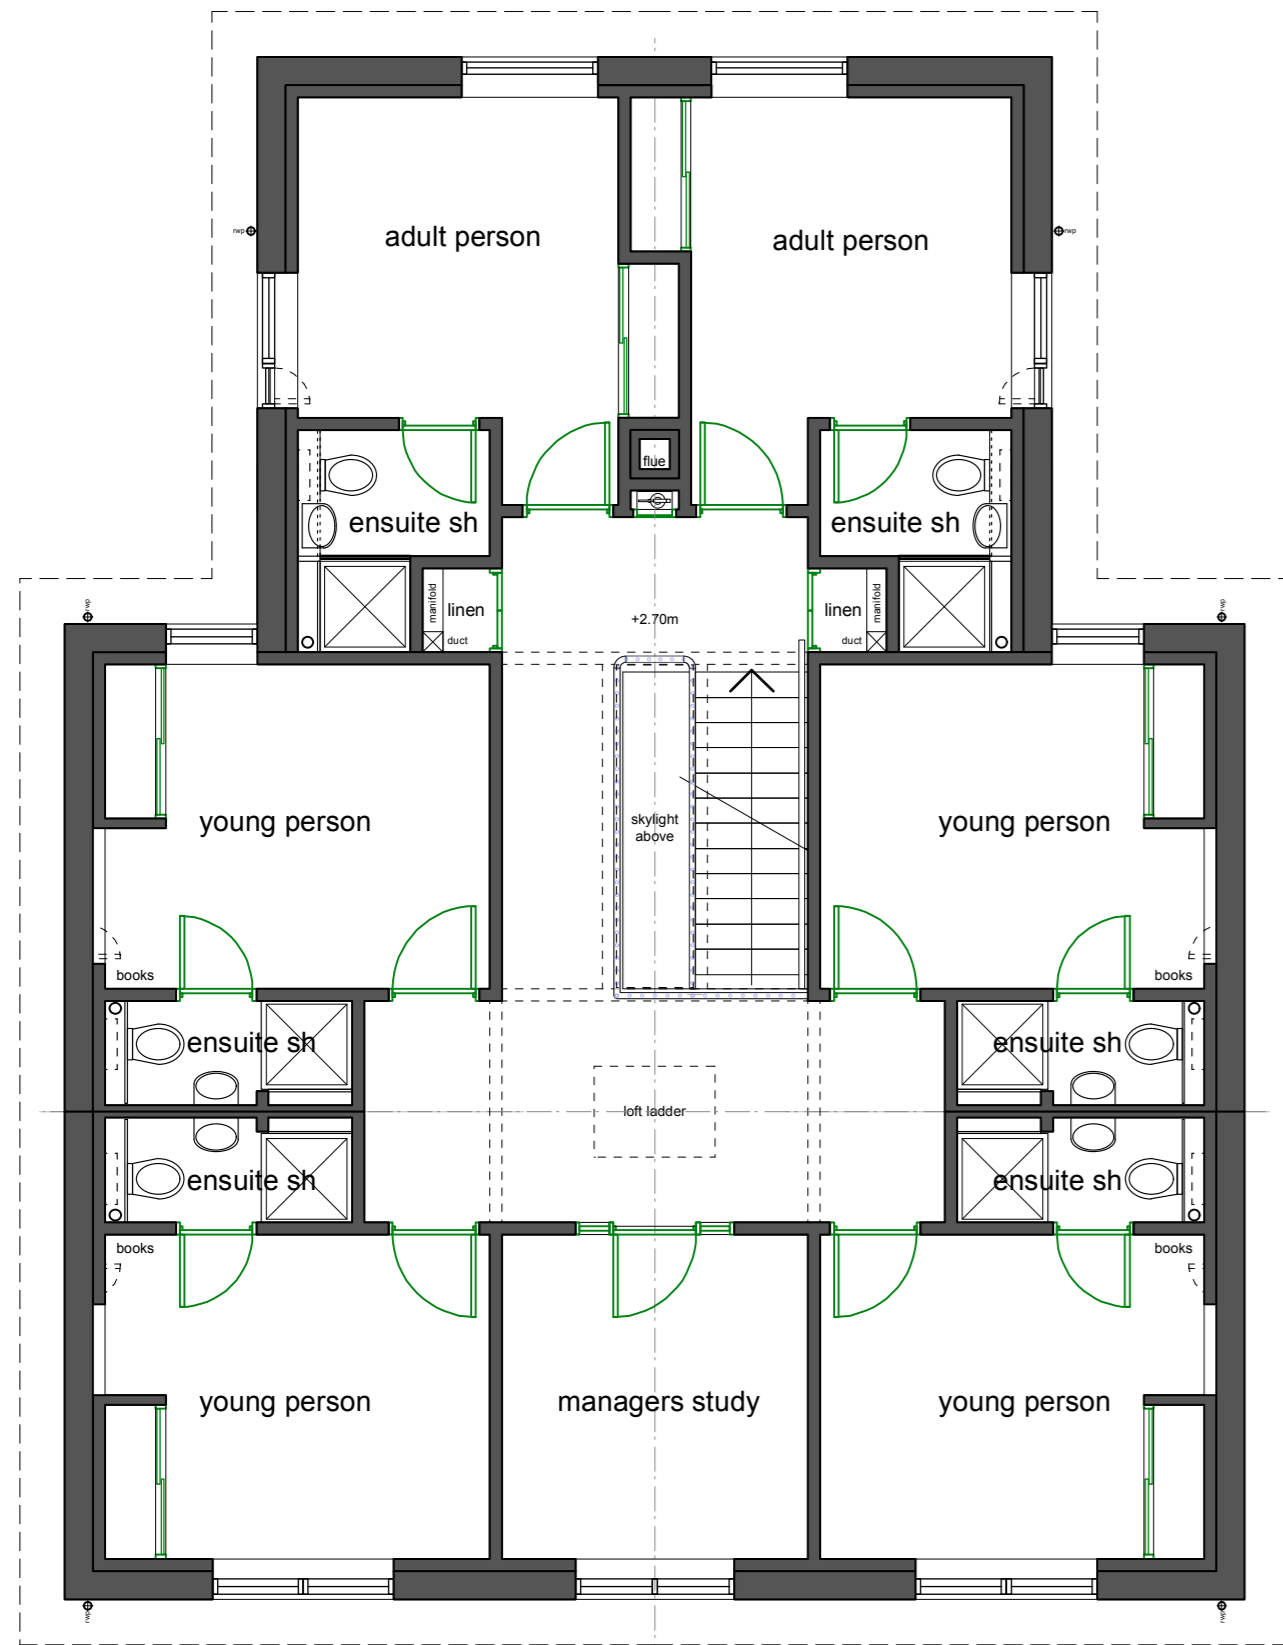 rwp
adult person
adult person
rwp
flue
ensuite sh
ensuite sh
rwp
manifold
linen
duct
+2.70m
linen
manifold
duct
rwp
young person
skylight
above
young person
books
books
ensuite sh
ensuite sh
loft ladder
ensuite sh
ensuite sh
books
books
young person
managers study
young person
rwp
rwp